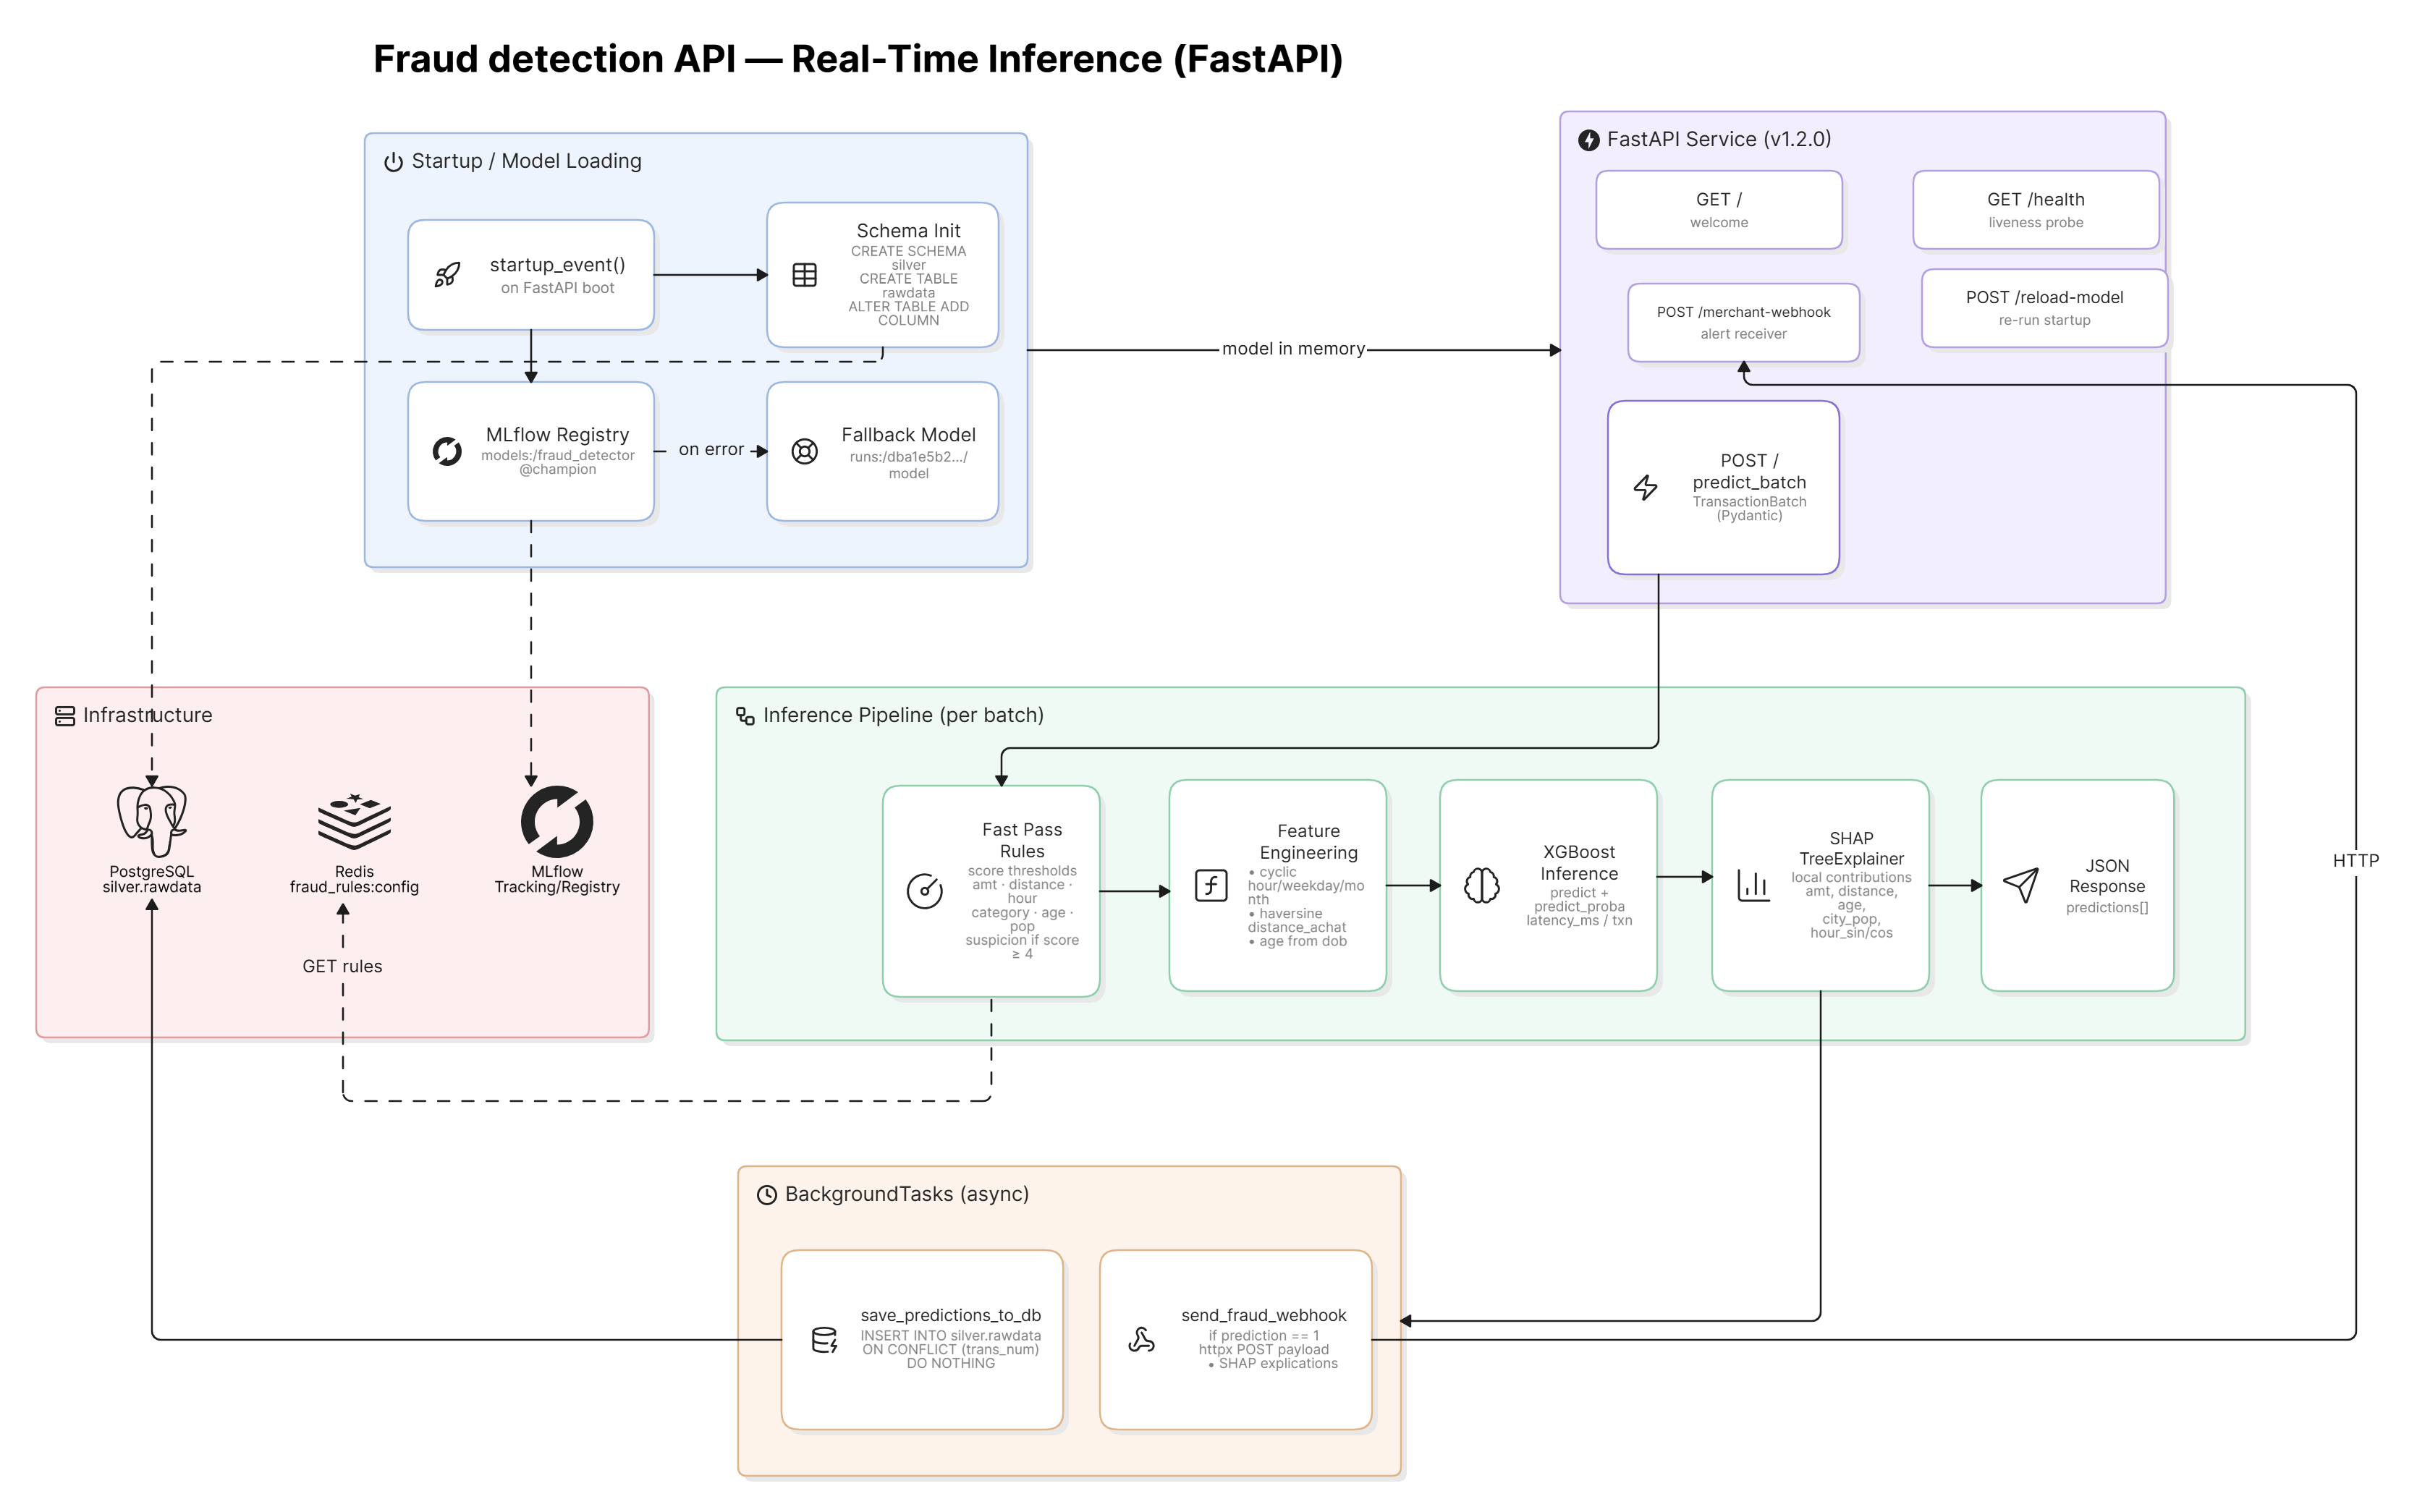 Fraud detection API — Real-Time Inference (FastAPI)
Startup / Model Loading
startup_event()
on FastAPI boot
Schema Init
CREATE SCHEMA
silver
CREATE TABLE
rawdata
ALTER TABLE ADD
COLUMN
MLflow Registry
models:/fraud_detector
@champion
on error
Fallback Model
runs:/dba1e5b2.../
model
model in memory
FastAPI Service (v1.2.0)
GET /
welcome
GET /health
liveness probe
POST /merchant-webhook
alert receiver
POST /reload-model
re-run startup
POST /
predict_batch
TransactionBatch
(Pydantic)
Infrastructure
PostgreSQL
silver.rawdata
Redis
fraud_rules:config
MLflow
Tracking/Registry
GET rules
Inference Pipeline (per batch)
Fast Pass
Rules
score thresholds
amt · distance ·
hour
category · age ·
pop
suspicion if score
≥ 4
Feature
Engineering
• cyclic
hour/weekday/mo
nth
• haversine
distance_achat
• age from dob
XGBoost
Inference
predict +
predict_proba
latency_ms / txn
SHAP
TreeExplainer
local contributions
amt, distance,
age,
city_pop,
hour_sin/cos
JSON
Response
predictions[]
HTTP
BackgroundTasks (async)
save_predictions_to_db
INSERT INTO silver.rawdata
ON CONFLICT (trans_num)
DO NOTHING
send_fraud_webhook
if prediction == 1
httpx POST payload
• SHAP explications